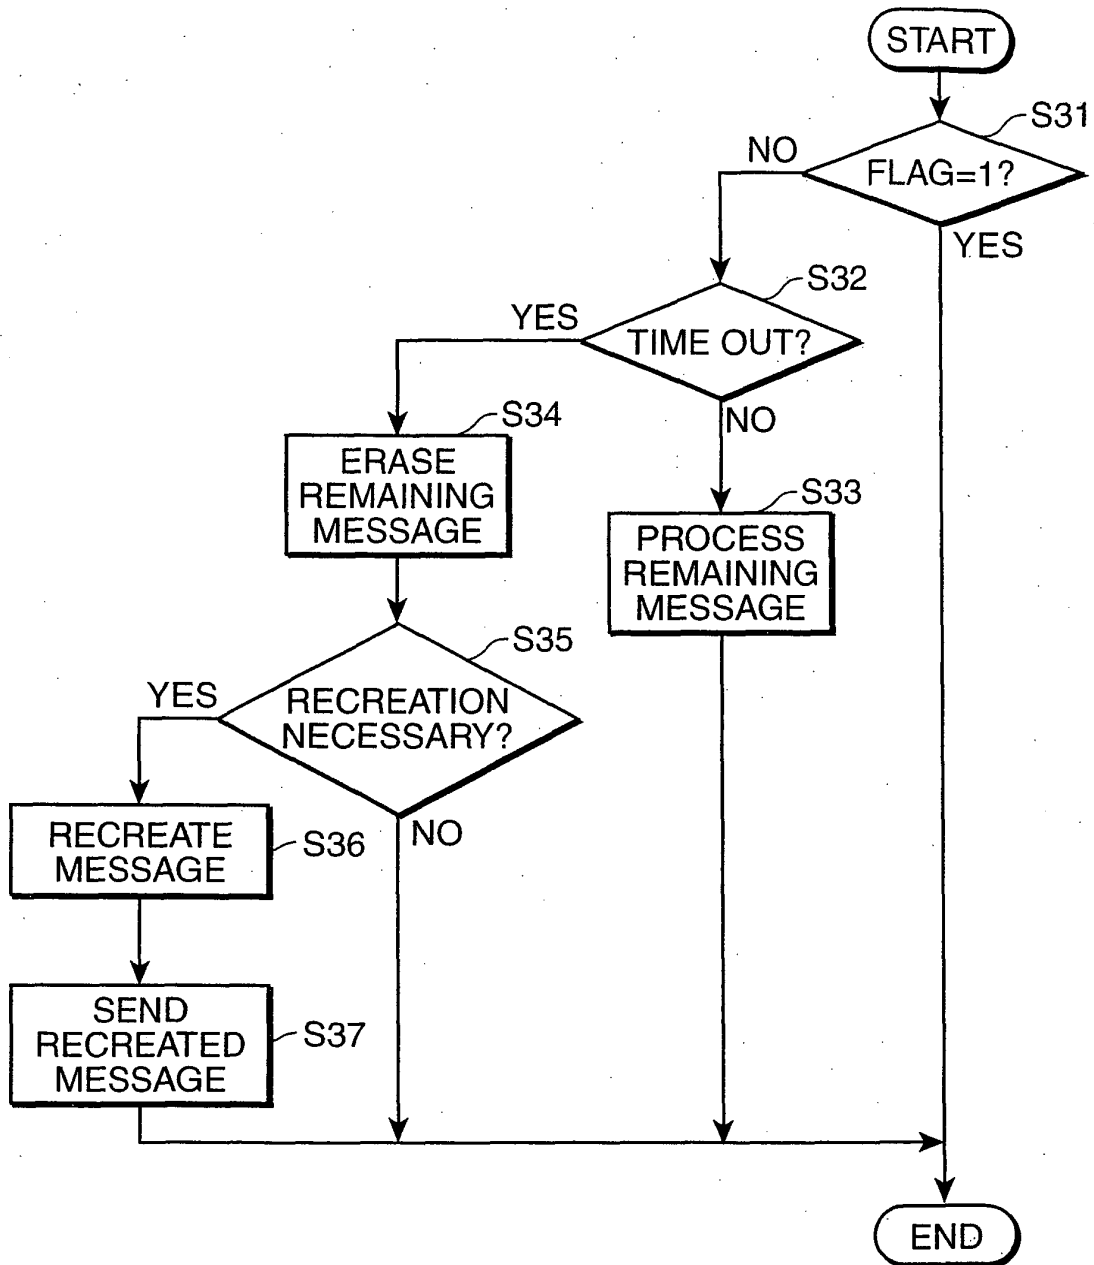 START
S31
FLAG=1?
NO
YES
S32
TIME OUT?
YES
NO
S34
ERASE
REMAINING
MESSAGE
S33
PROCESS
REMAINING
MESSAGE
S35
RECREATION
NECESSARY?
YES
NO
RECREATE
MESSAGE
S36
SEND
RECREATED
MESSAGE
S37
END